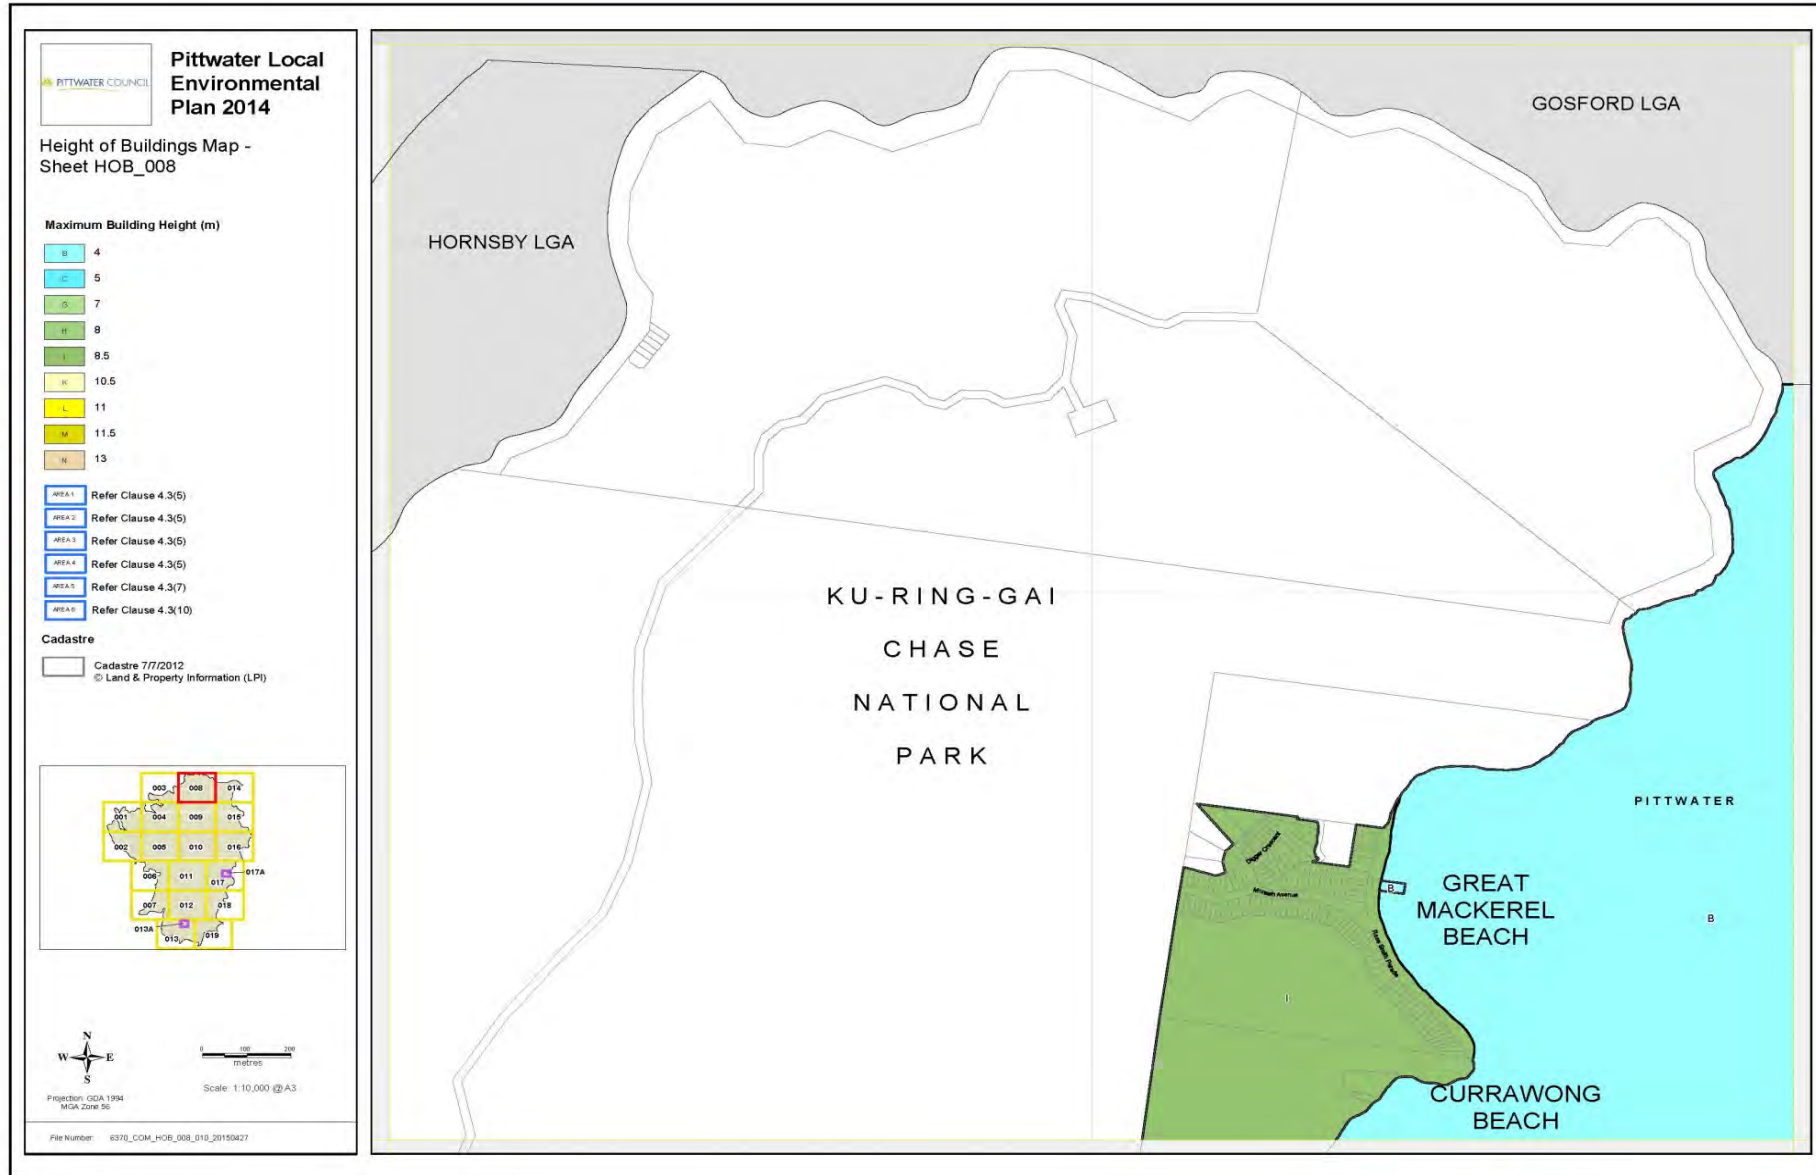 PITTWATER COUNCIL
Pittwater Local
Environmental
Plan 2014
Height of Buildings Map -
Sheet HOB_008
Maximum Building Height (m)
B 4
C 5
G 7
H 8
I 8.5
K 10.5
L 11
M 11.5
N 13
AREA 1 Refer Clause 4.3(5)
AREA 2 Refer Clause 4.3(5)
AREA 3 Refer Clause 4.3(5)
AREA 4 Refer Clause 4.3(5)
AREA 5 Refer Clause 4.3(7)
AREA 6 Refer Clause 4.3(10)
Cadastre
Cadastre 7/7/2012
© Land & Property Information (LPI)
003 008 014
001 004 009 015
002 005 010 016
006 011 017 017A
007 012 018
013A 013 019
N
W E
S
0 100 200
metres
Scale: 1:10,000 @ A3
Projection: GDA 1994
MGA Zone 56
File Number: 6370_COM_HOB_008_010_20150427
GOSFORD LGA
HORNSBY LGA
KU-RING-GAI
CHASE
NATIONAL
PARK
PITTWATER
Digger Crescent
Monash Avenue
Ross Smith Parade
B
GREAT
MACKEREL
BEACH
B
I
CURRAWONG
BEACH